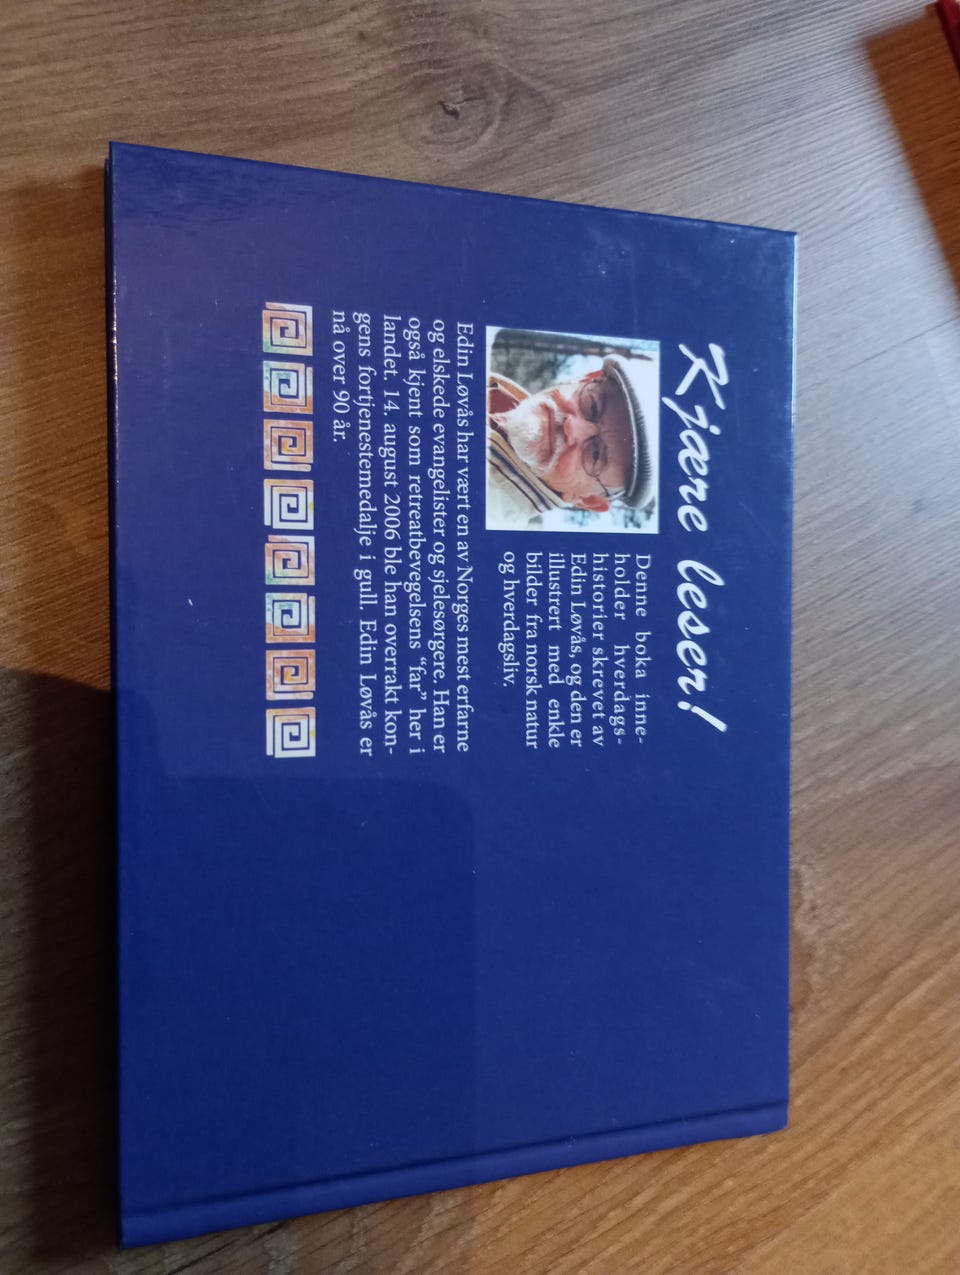 Kjære leser!
Denne boka inne-
holder hverdags-
historier skrevet av
Edin Løvås, og den er
illustrert med enkle
bilder fra norsk natur
og hverdagsliv.
Edin Løvås har vært en av Norges mest erfarne
og elskede evangelister og sjelesørgere. Han er
også kjent som retreatbevegelsens “far” her i
landet. 14. august 2006 ble han overrakt kon-
gens fortjenestemedalje i gull. Edin Løvås er
nå over 90 år.